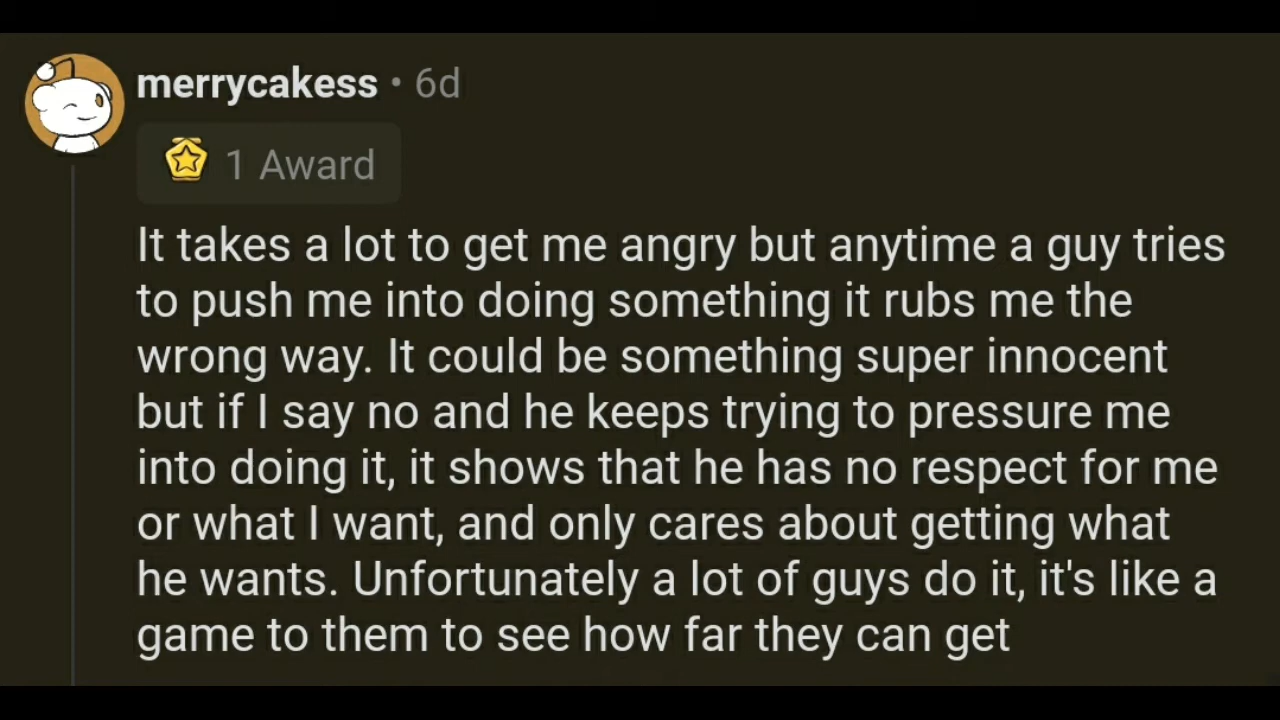 merrycakess • 6d
1 Award
It takes a lot to get me angry but anytime a guy tries
to push me into doing something it rubs me the
wrong way. It could be something super innocent
but if I say no and he keeps trying to pressure me
into doing it, it shows that he has no respect for me
or what I want, and only cares about getting what
he wants. Unfortunately a lot of guys do it, it's like a
game to them to see how far they can get